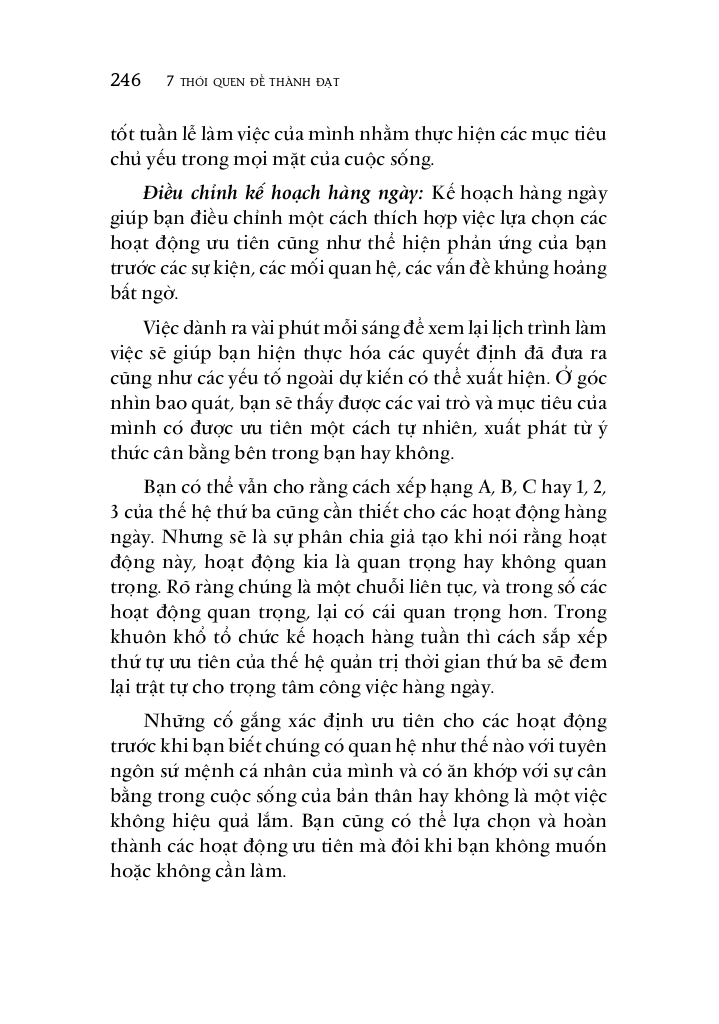 246 7 THÓI QUEN ĐỂ THÀNH ĐẠT
tốt tuần lễ làm việc của mình nhằm thực hiện các mục tiêu
chủ yếu trong mọi mặt của cuộc sống.
Điều chỉnh kế hoạch hàng ngày: Kế hoạch hàng ngày
giúp bạn điều chỉnh một cách thích hợp việc lựa chọn các
hoạt động ưu tiên cũng như thể hiện phản ứng của bạn
trước các sự kiện, các mối quan hệ, các vấn đề khủng hoảng
bất ngờ.
Việc dành ra vài phút mỗi sáng để xem lại lịch trình làm
việc sẽ giúp bạn hiện thực hóa các quyết định đã đưa ra
cũng như các yếu tố ngoài dự kiến có thể xuất hiện. Ở góc
nhìn bao quát, bạn sẽ thấy được các vai trò và mục tiêu của
mình có được ưu tiên một cách tự nhiên, xuất phát từ ý
thức cân bằng bên trong bạn hay không.
Bạn có thể vẫn cho rằng cách xếp hạng A, B, C hay 1, 2,
3 của thế hệ thứ ba cũng cần thiết cho các hoạt động hàng
ngày. Nhưng sẽ là sự phân chia giả tạo khi nói rằng hoạt
động này, hoạt động kia là quan trọng hay không quan
trọng. Rõ ràng chúng là một chuỗi liên tục, và trong số các
hoạt động quan trọng, lại có cái quan trọng hơn. Trong
khuôn khổ tổ chức kế hoạch hàng tuần thì cách sắp xếp
thứ tự ưu tiên của thế hệ quản trị thời gian thứ ba sẽ đem
lại trật tự cho trọng tâm công việc hàng ngày.
Những cố gắng xác định ưu tiên cho các hoạt động
trước khi bạn biết chúng có quan hệ như thế nào với tuyên
ngôn sứ mệnh cá nhân của mình và có ăn khớp với sự cân
bằng trong cuộc sống của bản thân hay không là một việc
không hiệu quả lắm. Bạn cũng có thể lựa chọn và hoàn
thành các hoạt động ưu tiên mà đôi khi bạn không muốn
hoặc không cần làm.